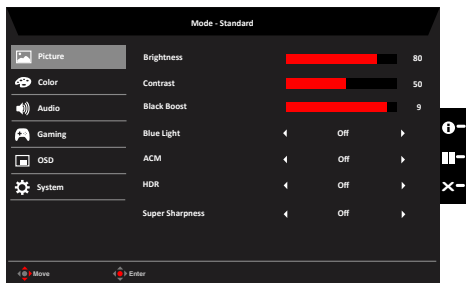 Mode - Standard
Picture
Brightness 80
Color
Contrast 50
Audio
Black Boost 9
Gaming
Blue Light Off
OSD
ACM Off
System
HDR Off
Super Sharpness Off
Move Enter